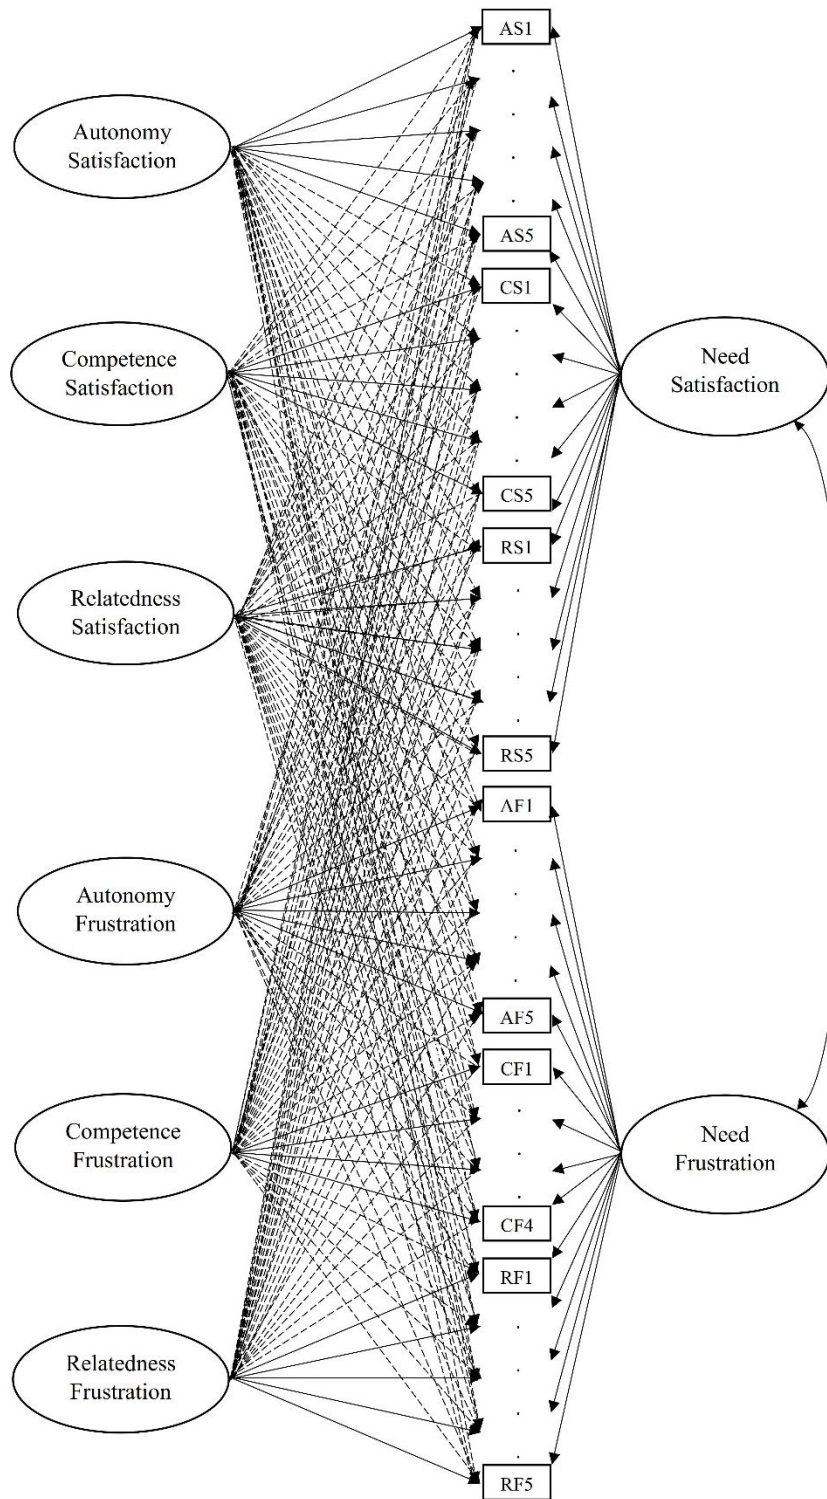 AS1
Autonomy
Satisfaction
AS5
CS1
Competence
Satisfaction
Need
Satisfaction
CS5
RS1
Relatedness
Satisfaction
RS5
AF1
Autonomy
Frustration
AF5
CF1
Competence
Frustration
Need
Frustration
CF4
RF1
Relatedness
Frustration
RF5